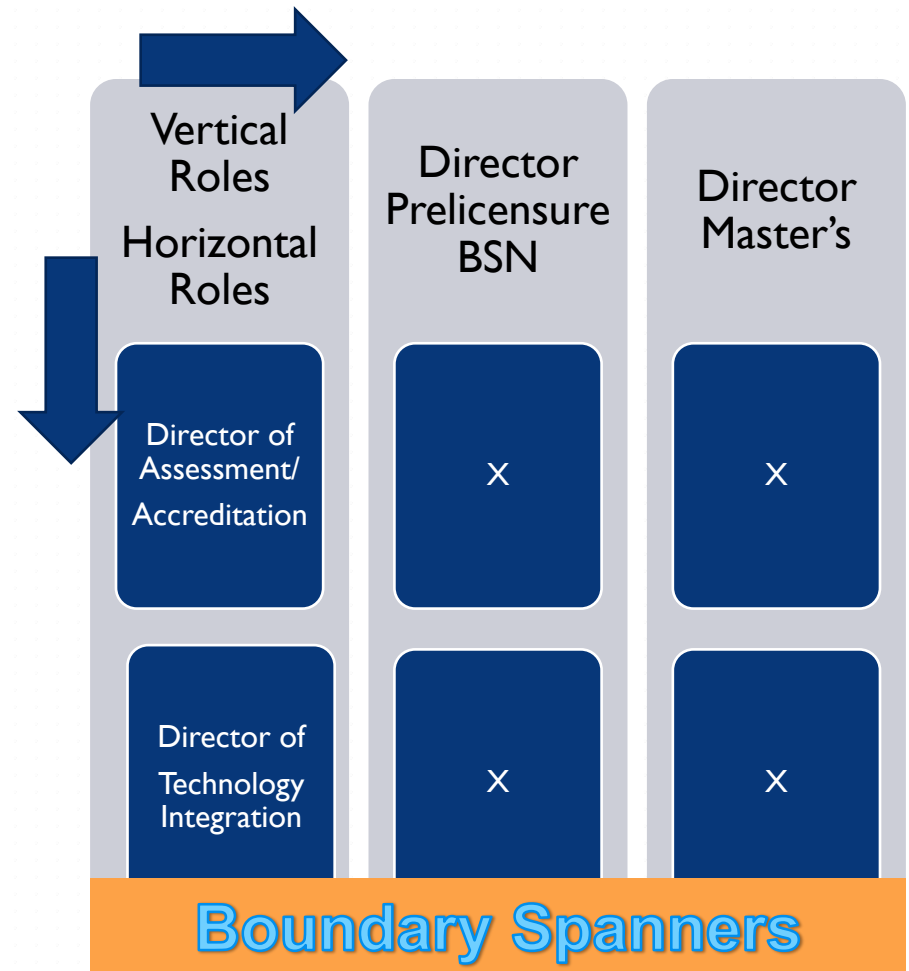 Vertical
Roles
Horizontal
Roles
Director
Prelicensure
BSN
Director
Master's
Director of
Assessment/
Accreditation
X
X
Director of
Technology
Integration
X
X
Boundary Spanners